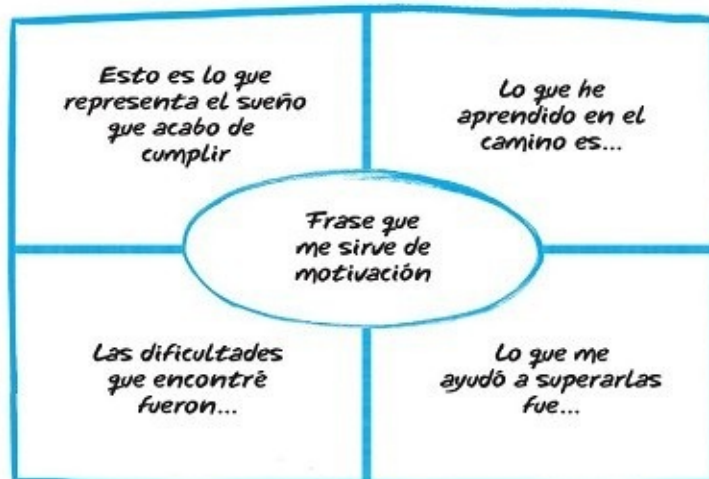 Esto es lo que
representa el sueño
que acabo de
cumplir
Lo que he
aprendido en el
camino es...
Frase que
me sirve de
motivación
Las dificultades
que encontré
fueron...
Lo que me
ayudó a superarlas
fue...